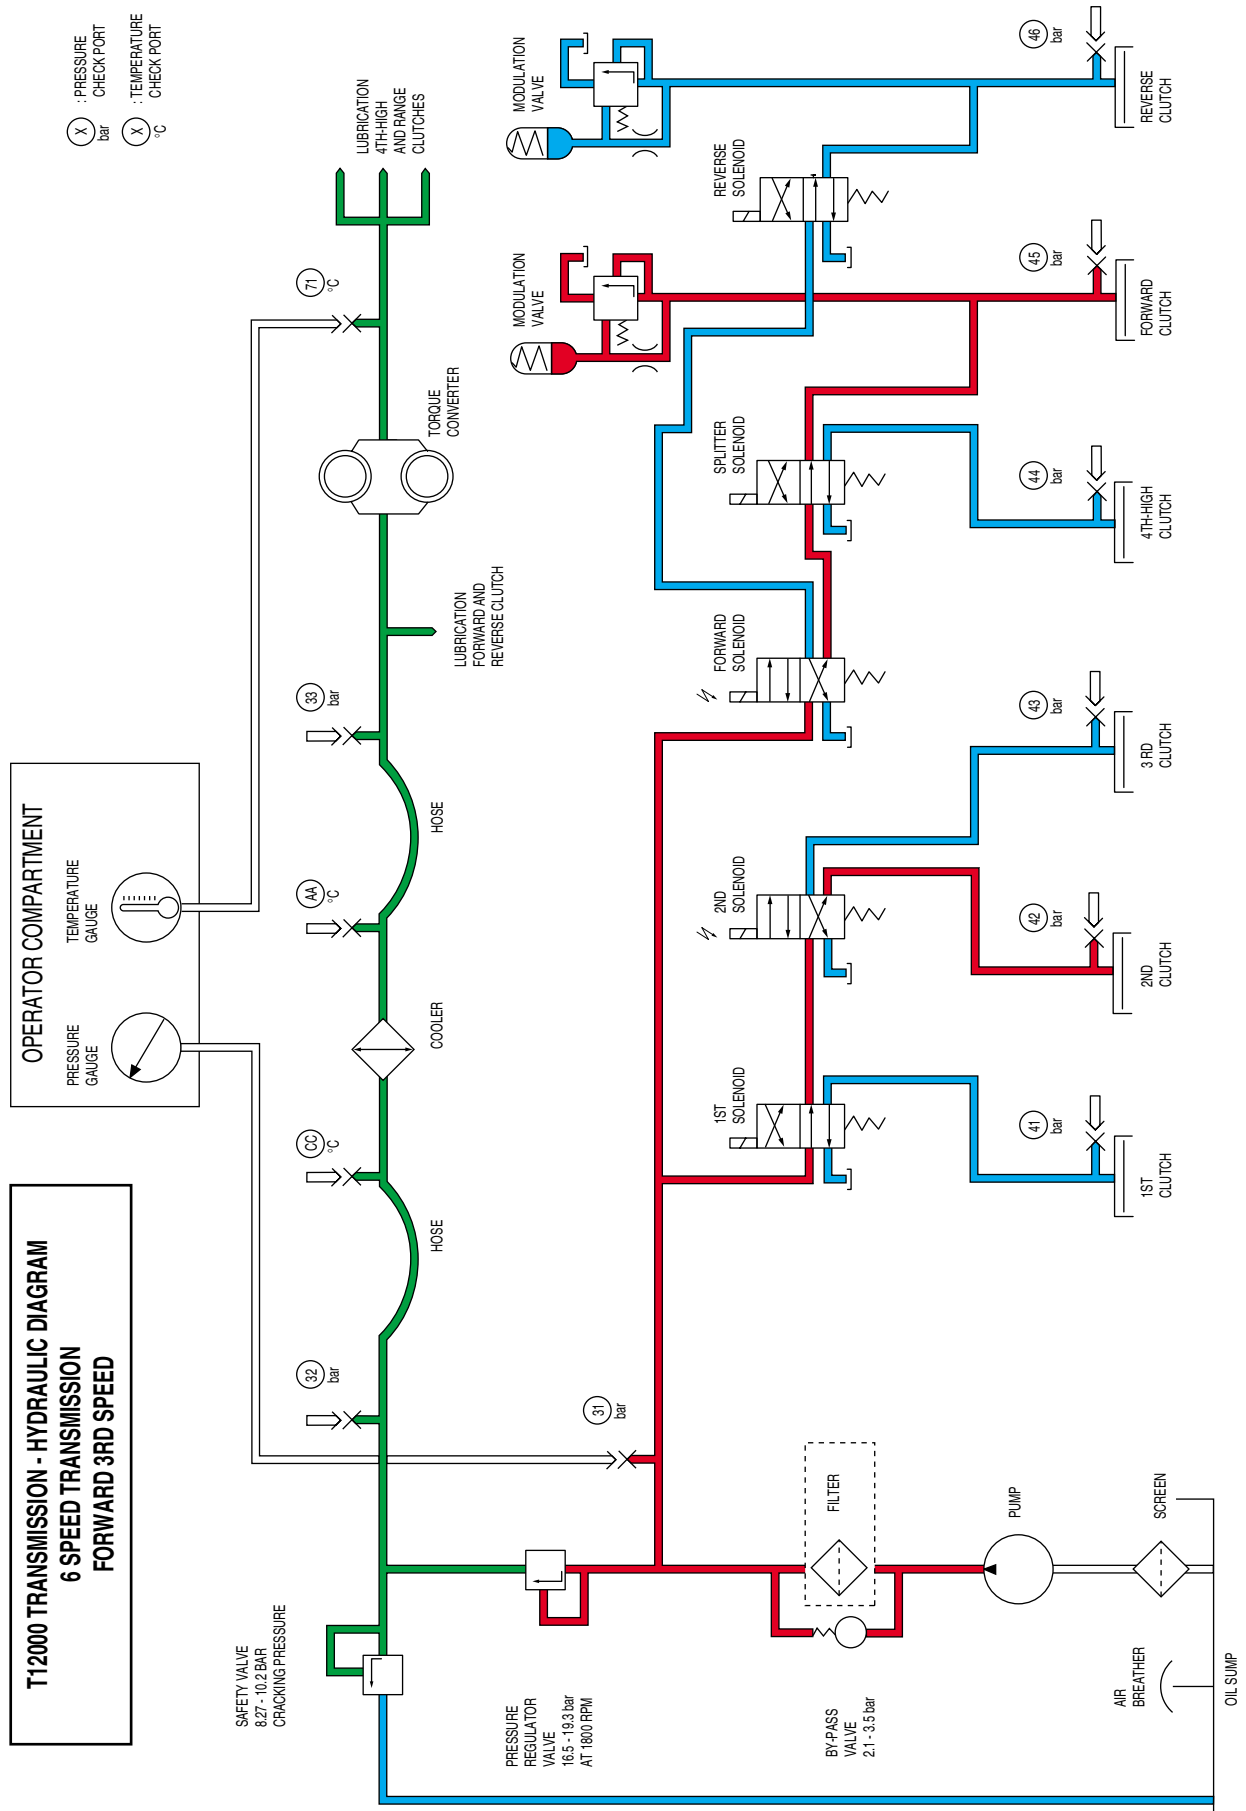 T12000 TRANSMISSION - HYDRAULIC DIAGRAM
6 SPEED TRANSMISSION
FORWARD 3RD SPEED
OPERATOR COMPARTMENT
PRESSURE
GAUGE
TEMPERATURE
GAUGE
X
bar
: PRESSURE
CHECK PORT
X
°C
: TEMPERATURE
CHECK PORT
SAFETY VALVE
8.27 - 10.2 BAR
CRACKING PRESSURE
32
bar
HOSE
CC
°C
COOLER
AA
°C
HOSE
33
bar
LUBRICATION
FORWARD AND
REVERSE CLUTCH
TORQUE
CONVERTER
71
°C
LUBRICATION
4TH-HIGH
AND RANGE
CLUTCHES
PRESSURE
REGULATOR
VALVE
16.5 - 19.3 bar
AT 1800 RPM
31
bar
MODULATION
VALVE
MODULATION
VALVE
1ST
SOLENOID
2ND
SOLENOID
FORWARD
SOLENOID
SPLITTER
SOLENOID
REVERSE
SOLENOID
BY-PASS
VALVE
2.1 - 3.5 bar
FILTER
PUMP
SCREEN
AIR
BREATHER
OIL SUMP
41
bar
42
bar
43
bar
44
bar
45
bar
46
bar
1ST
CLUTCH
2ND
CLUTCH
3 RD
CLUTCH
4TH-HIGH
CLUTCH
FORWARD
CLUTCH
REVERSE
CLUTCH